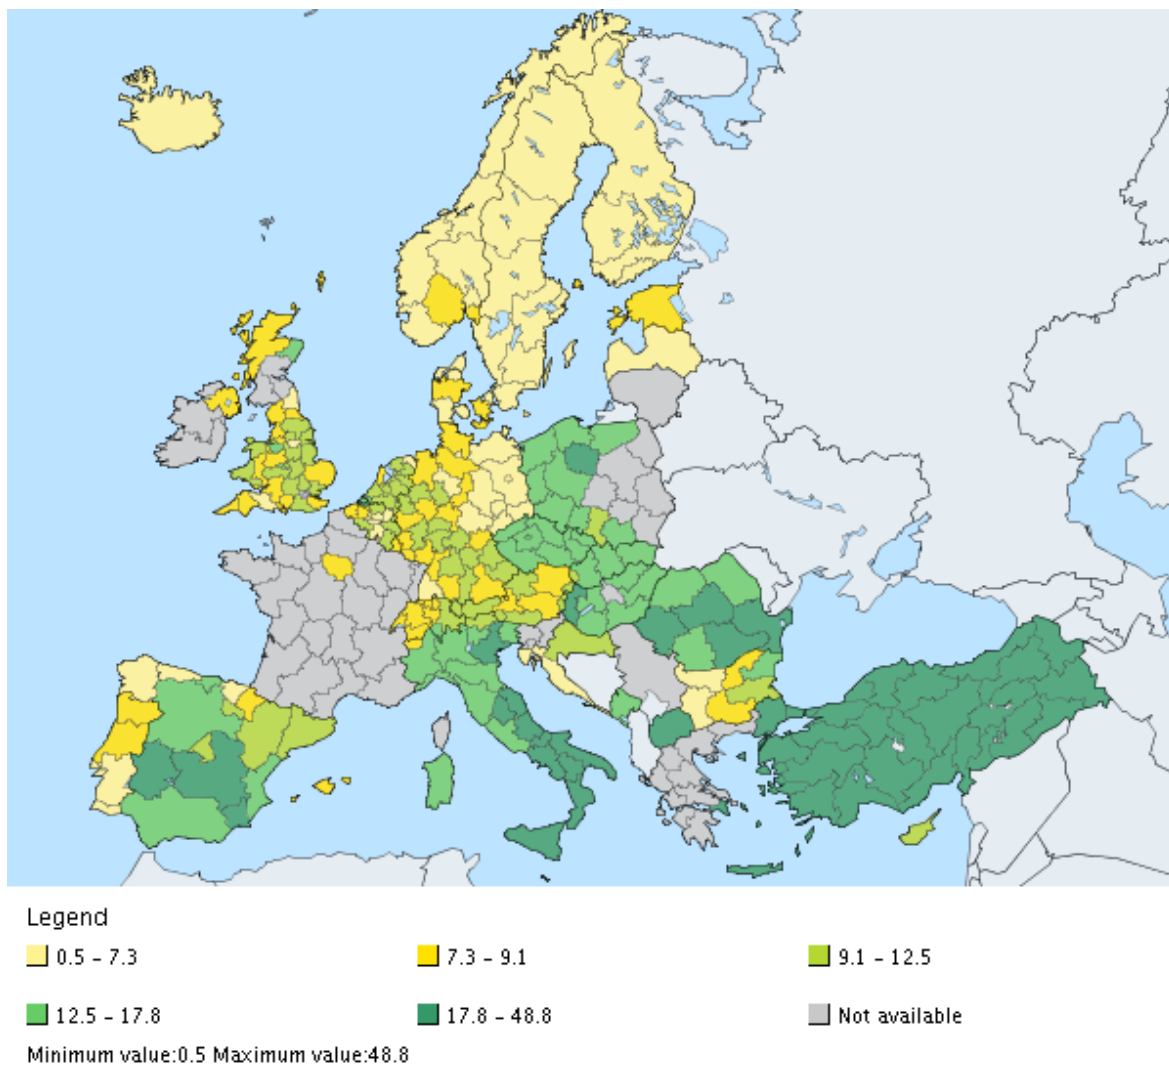 Legend
0.5 - 7.3
7.3 - 9.1
9.1 - 12.5
12.5 - 17.8
17.8 - 48.8
Not available
Minimum value:0.5 Maximum value:48.8